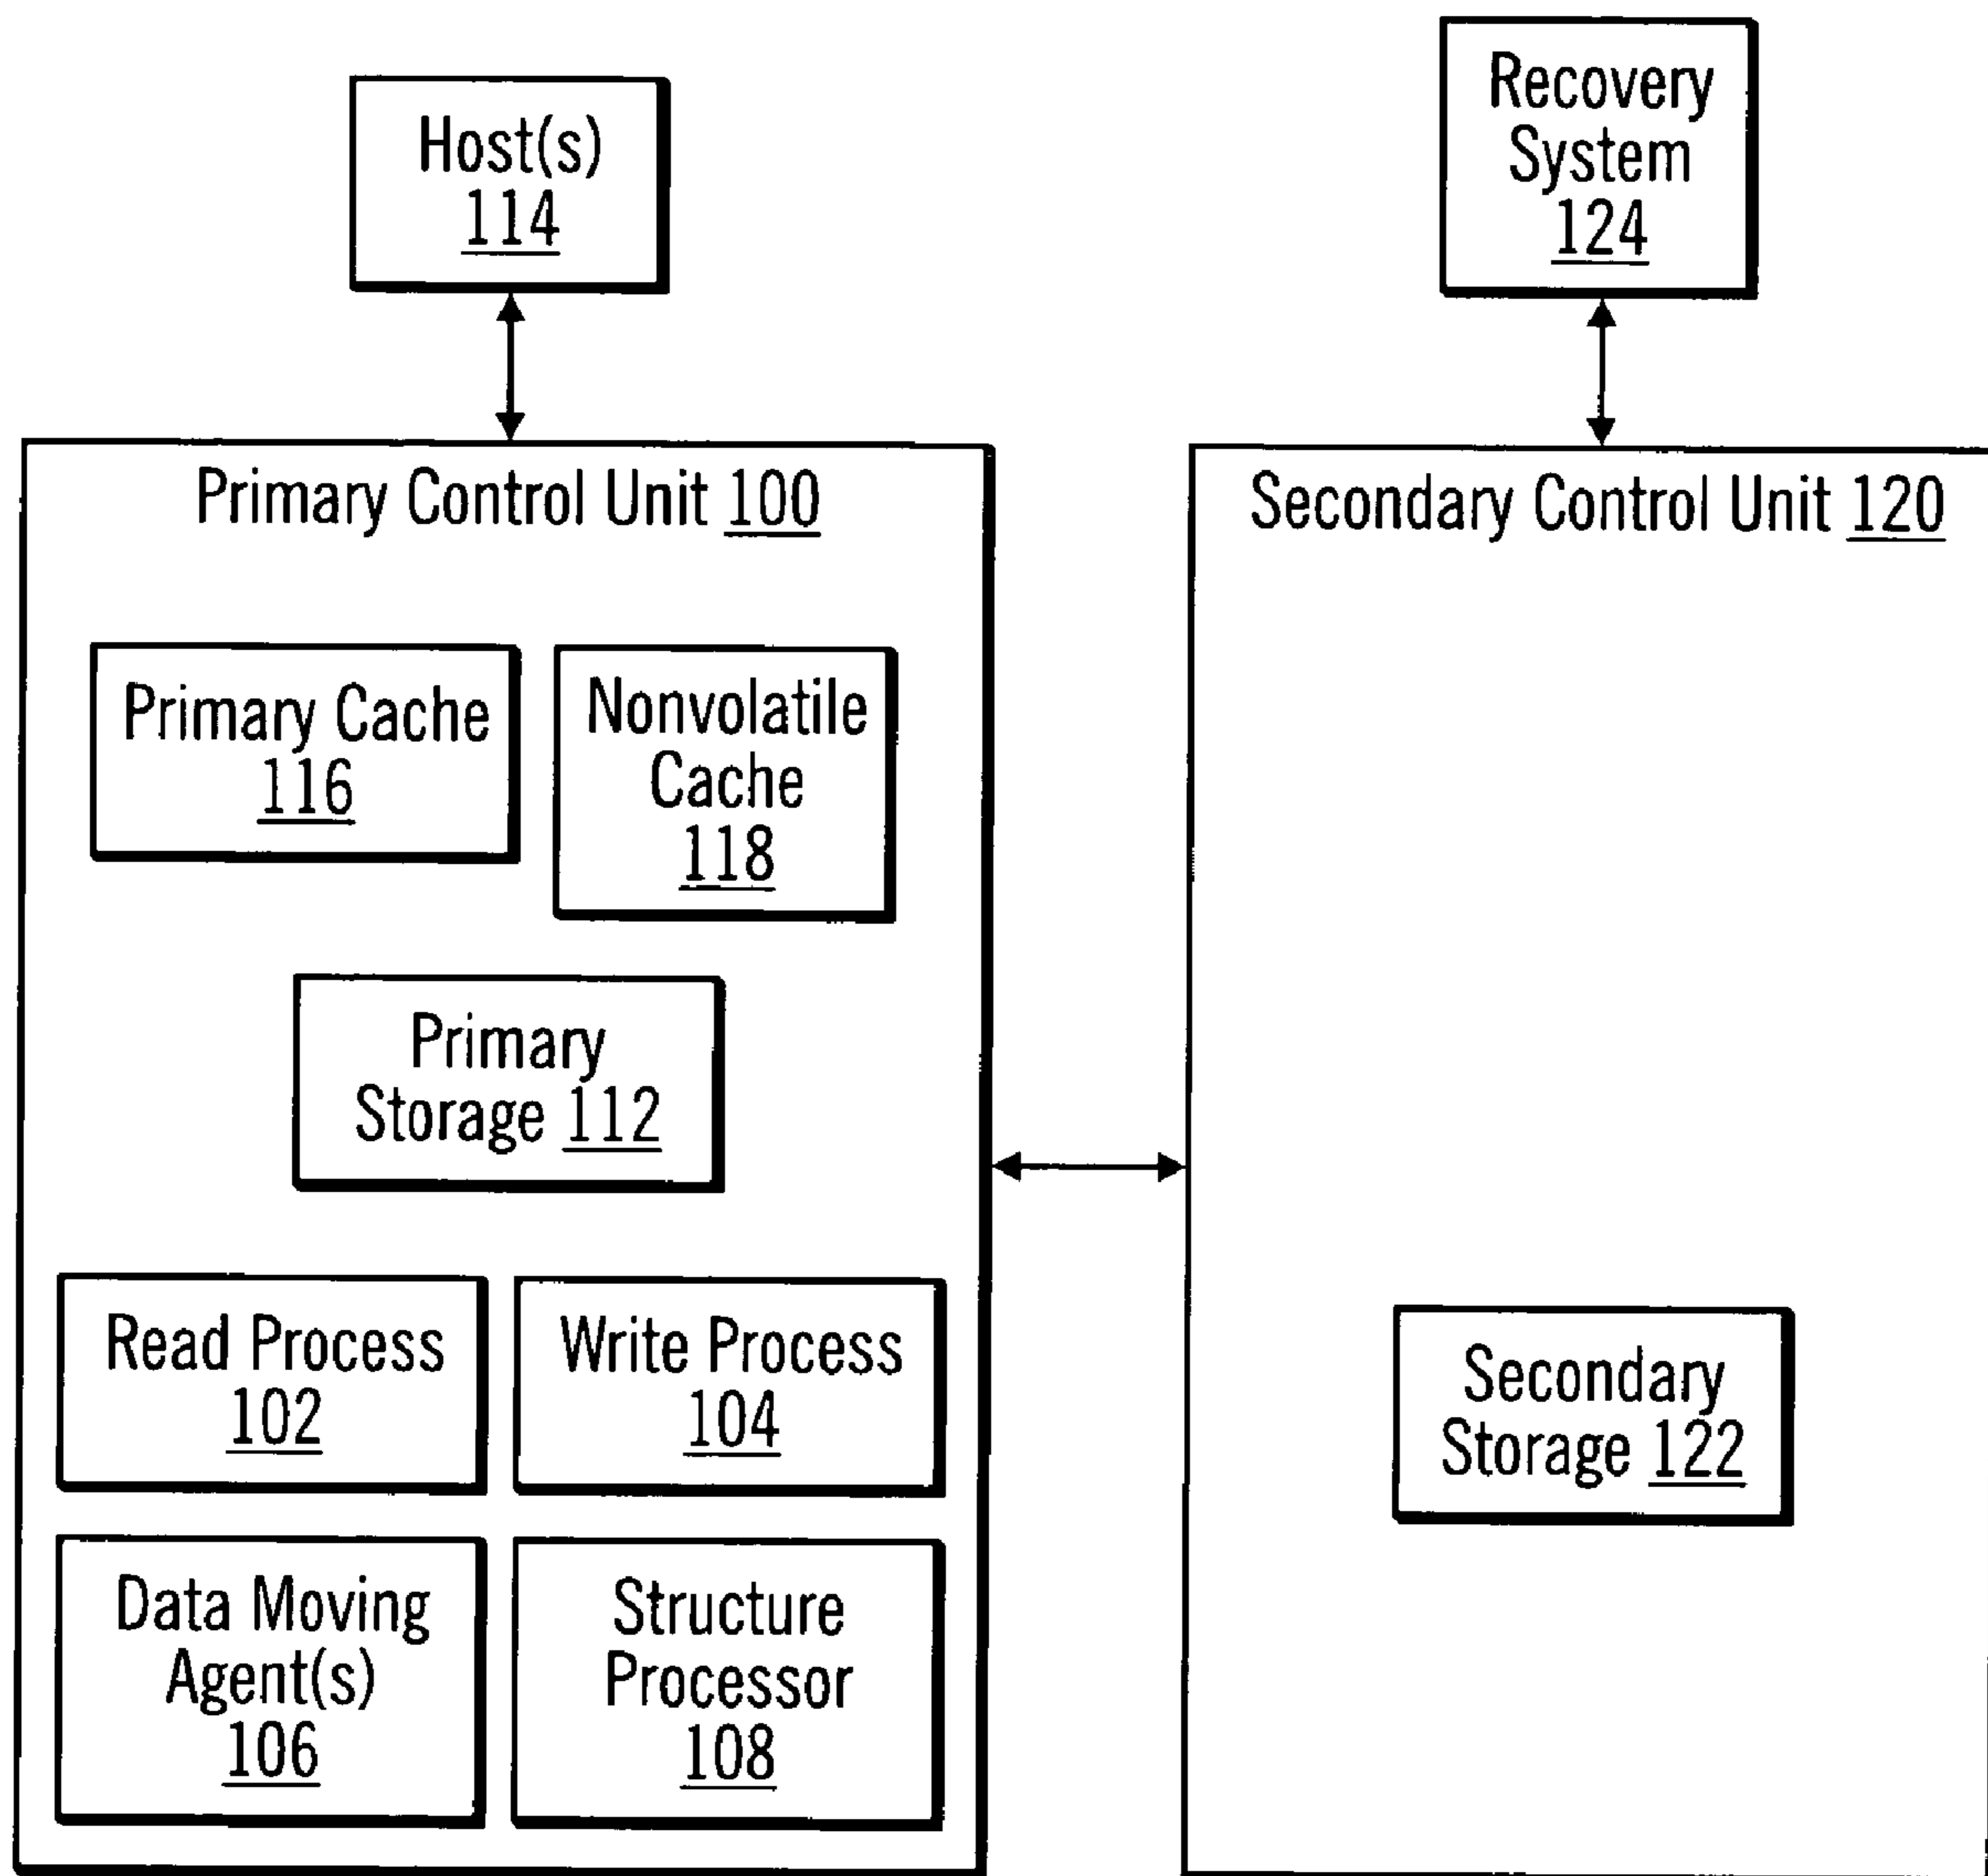 Host(s)
114
Recovery
System
124
Primary Control Unit 100
Primary Cache
116
Nonvolatile
Cache
118
Primary
Storage 112
Read Process
102
Write Process
104
Data Moving
Agent(s)
106
Structure
Processor
108
Secondary Control Unit 120
Secondary
Storage 122